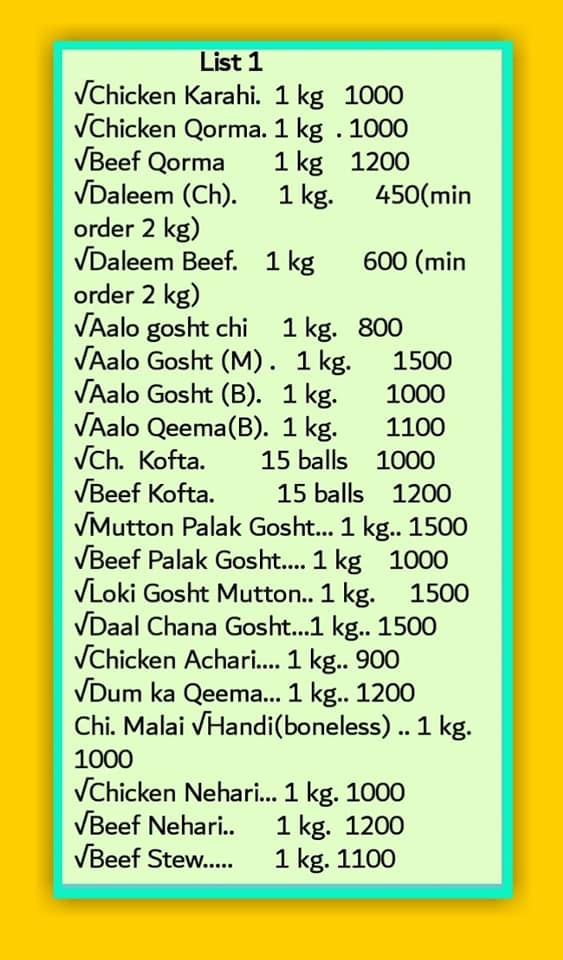 List 1
√Chicken Karahi. 1 kg 1000
√Chicken Qorma. 1 kg . 1000
√Beef Qorma 1 kg 1200
√Daleem (Ch). 1 kg. 450(min
order 2 kg)
√Daleem Beef. 1 kg 600 (min
order 2 kg)
√Aalo gosht chi 1 kg. 800
√Aalo Gosht (M) . 1 kg. 1500
√Aalo Gosht (B). 1 kg. 1000
√Aalo Qeema(B). 1 kg. 1100
√Ch. Kofta. 15 balls 1000
√Beef Kofta. 15 balls 1200
√Mutton Palak Gosht... 1 kg.. 1500
√Beef Palak Gosht.... 1 kg 1000
√Loki Gosht Mutton.. 1 kg. 1500
√Daal Chana Gosht...1 kg.. 1500
√Chicken Achari.... 1 kg.. 900
√Dum ka Qeema... 1 kg.. 1200
Chi. Malai √Handi(boneless) .. 1 kg.
1000
√Chicken Nehari... 1 kg. 1000
√Beef Nehari.. 1 kg. 1200
√Beef Stew..... 1 kg. 1100